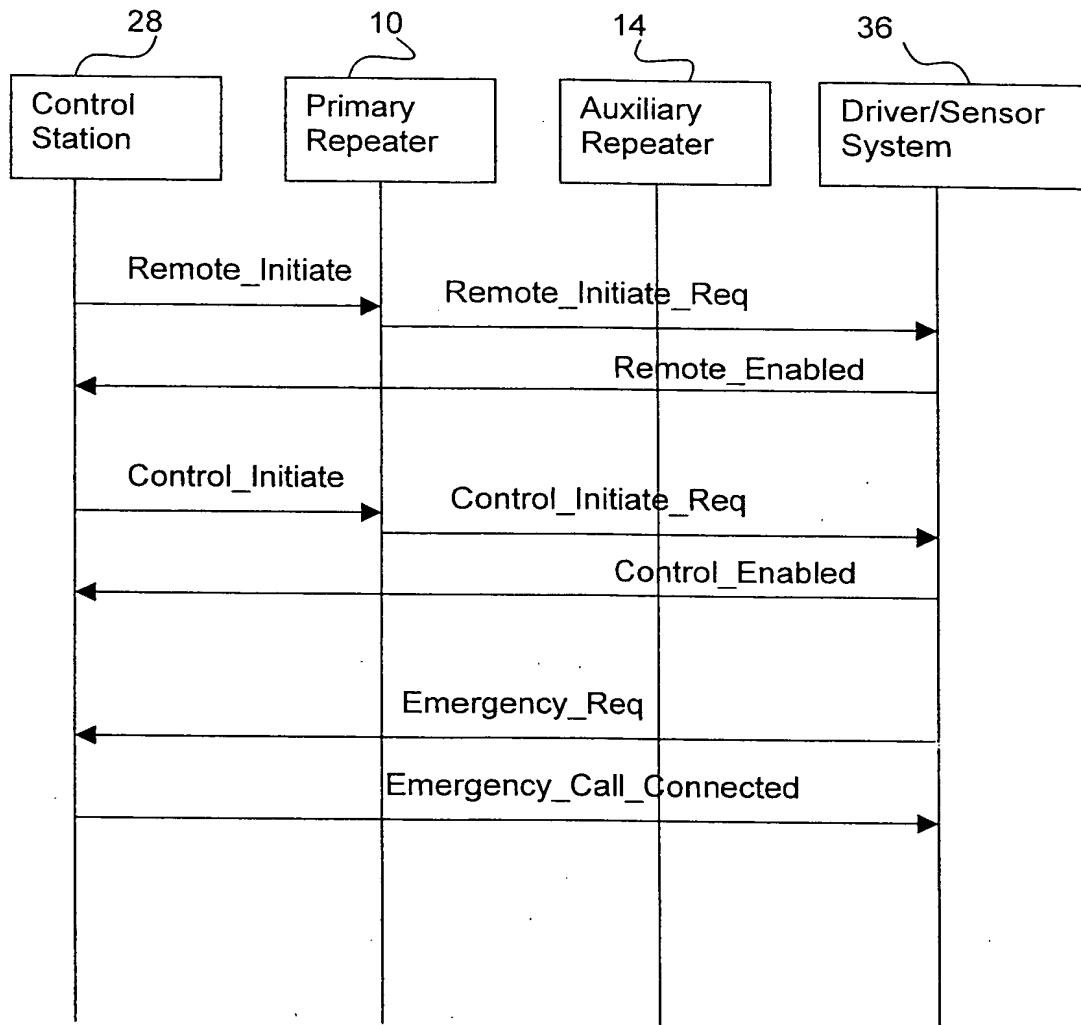 28
10
14
36
Control
Station
Primary
Repeater
Auxiliary
Repeater
Driver/Sensor
System
Remote_Initiate
Remote_Initiate_Req
Remote_Enabled
Control_Initiate
Control_Initiate_Req
Control_Enabled
Emergency_Req
Emergency_Call_Connected